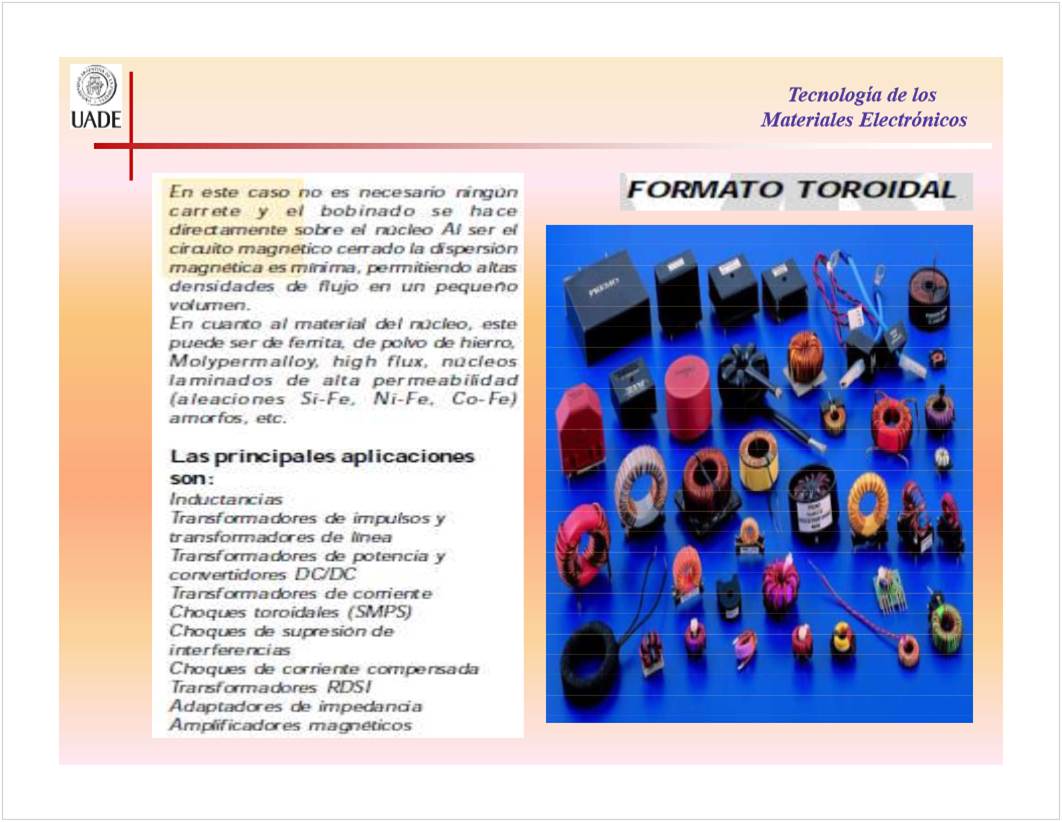 UADE
Tecnología de los
Materiales Electrónicos
En este caso no es necesario ningún
carrete y el bobinado se hace
directamente sobre el núcleo Al ser el
circuito magnético cerrado la dispersión
magnética es mínima, permitiendo altas
densidades de flujo en un pequeño
volumen.
En cuanto al material del núcleo, este
puede ser de ferrita, de polvo de hierro,
Molypermalloy, high flux, núcleos
laminados de alta permeabilidad
(aleaciones Si-Fe, Ni-Fe, Co-Fe)
amorfos, etc.
Las principales aplicaciones
son:
Inductancias
Transformadores de impulsos y
transformadores de línea
Transformadores de potencia y
convertidores DC/DC
Transformadores de corriente
Choques toroidales (SMPS)
Choques de supresión de
interferencias
Choques de corriente compensada
Transformadores RDSI
Adaptadores de impedancia
Amplificadores magnéticos
FORMATO TOROIDAL
PREMO